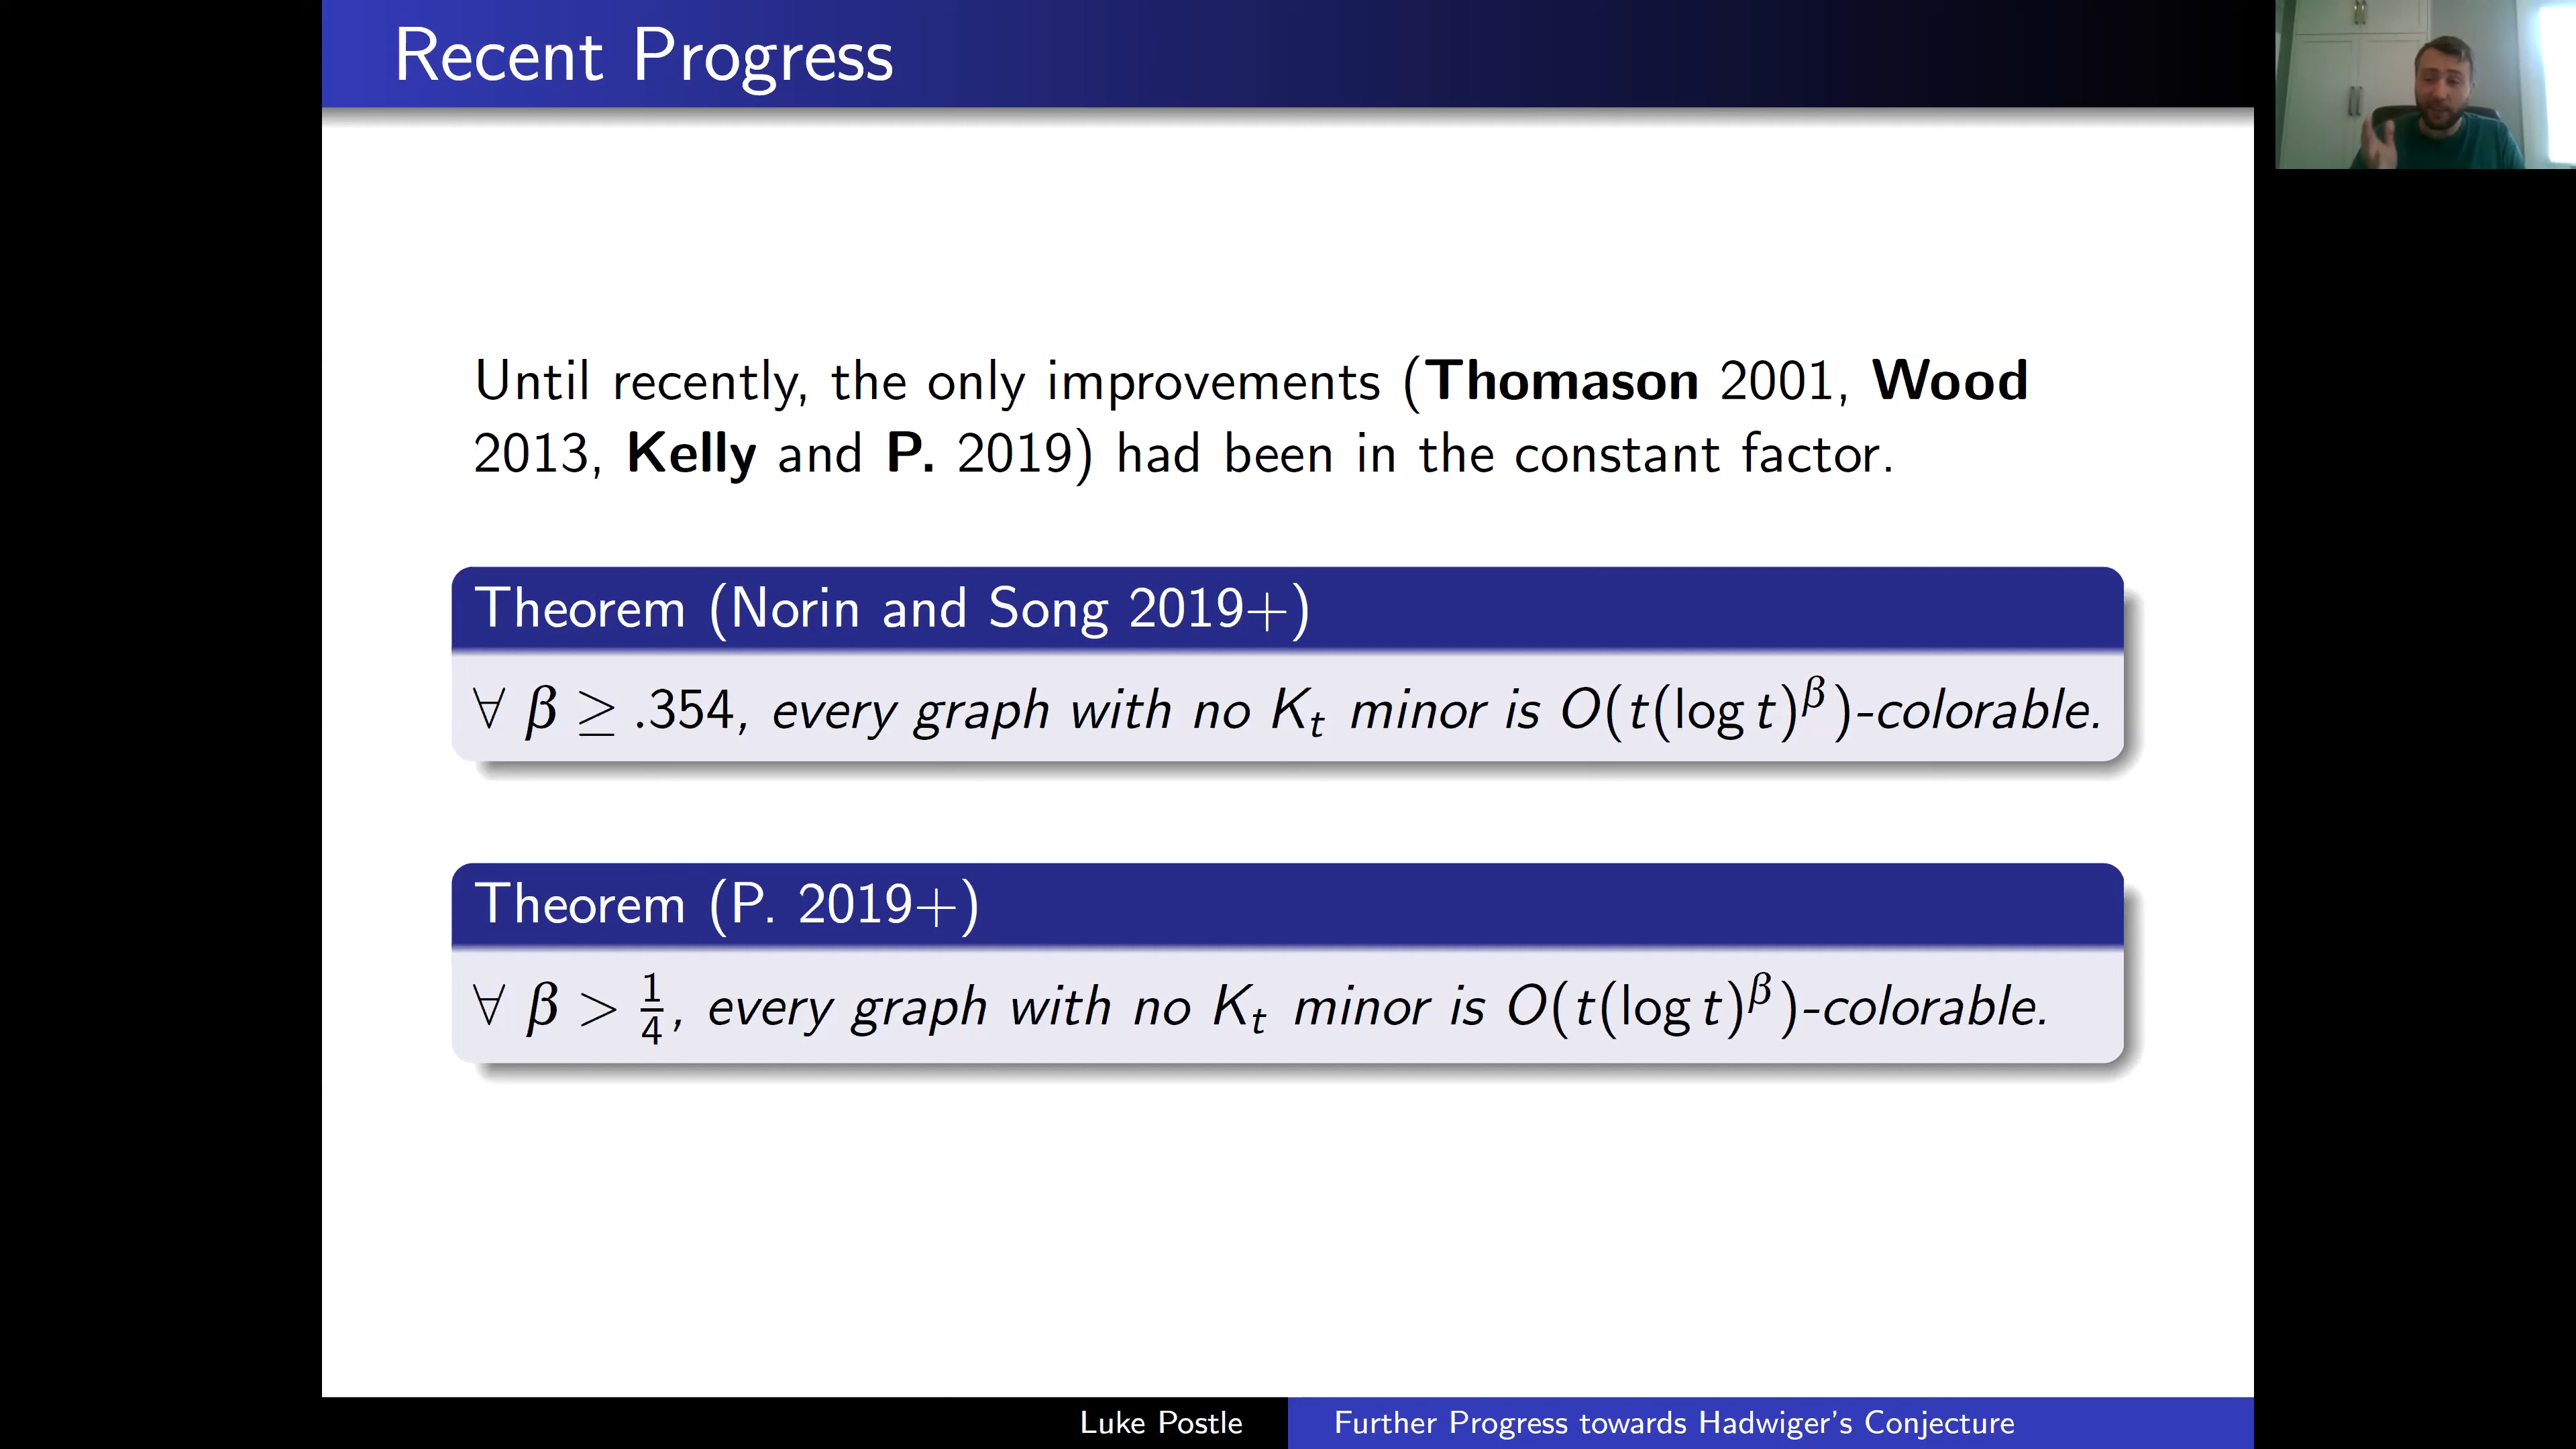 Recent Progress
Until recently, the only improvements (Thomason 2001, Wood
2013, Kelly and P. 2019) had been in the constant factor.
Theorem (Norin and Song 2019+)
∀ β ≥ .354, every graph with no K_t minor is O(t(log t)^β)-colorable.
Theorem (P. 2019+)
∀ β > 1/4, every graph with no K_t minor is O(t(log t)^β)-colorable.
Luke Postle
Further Progress towards Hadwiger's Conjecture